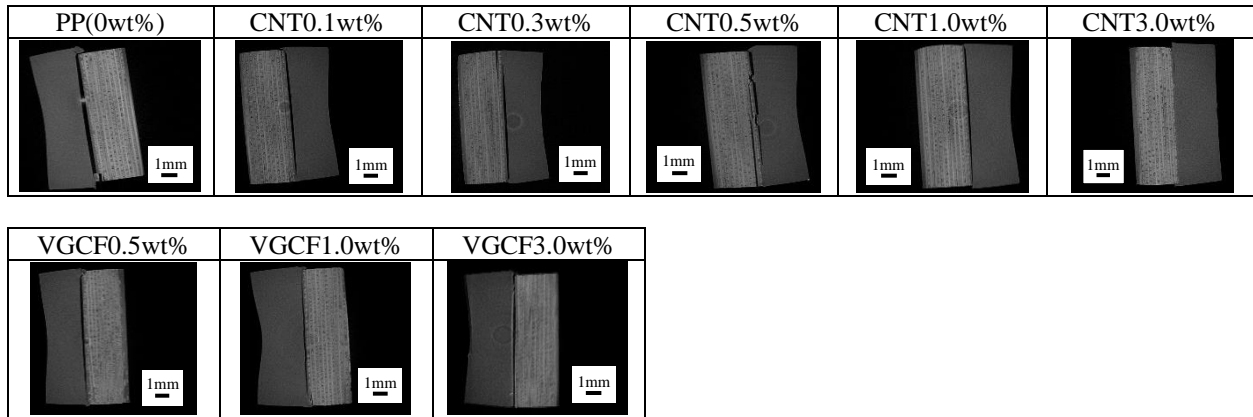 PP(0wt%) CNT0.1wt% CNT0.3wt% CNT0.5wt% CNT1.0wt% CNT3.0wt%
1mm 1mm 1mm 1mm 1mm 1mm
VGCF0.5wt% VGCF1.0wt% VGCF3.0wt%
1mm 1mm 1mm